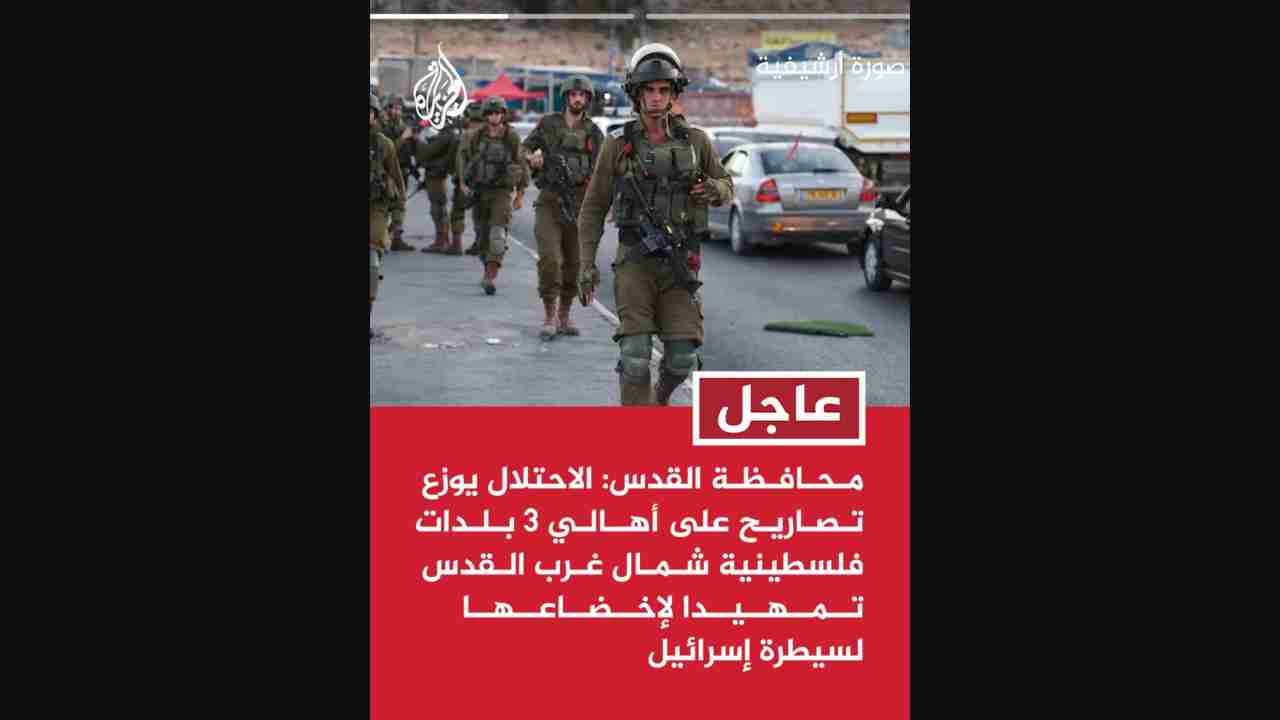 صورة أرشيفية
الجزيرة
عاجل
محافظة القدس: الاحتلال يوزع
تصاريح على أهالي 3 بلدات
فلسطينية شمال غرب القدس
تمهيدا لإخضاعها
لسيطرة إسرائيل